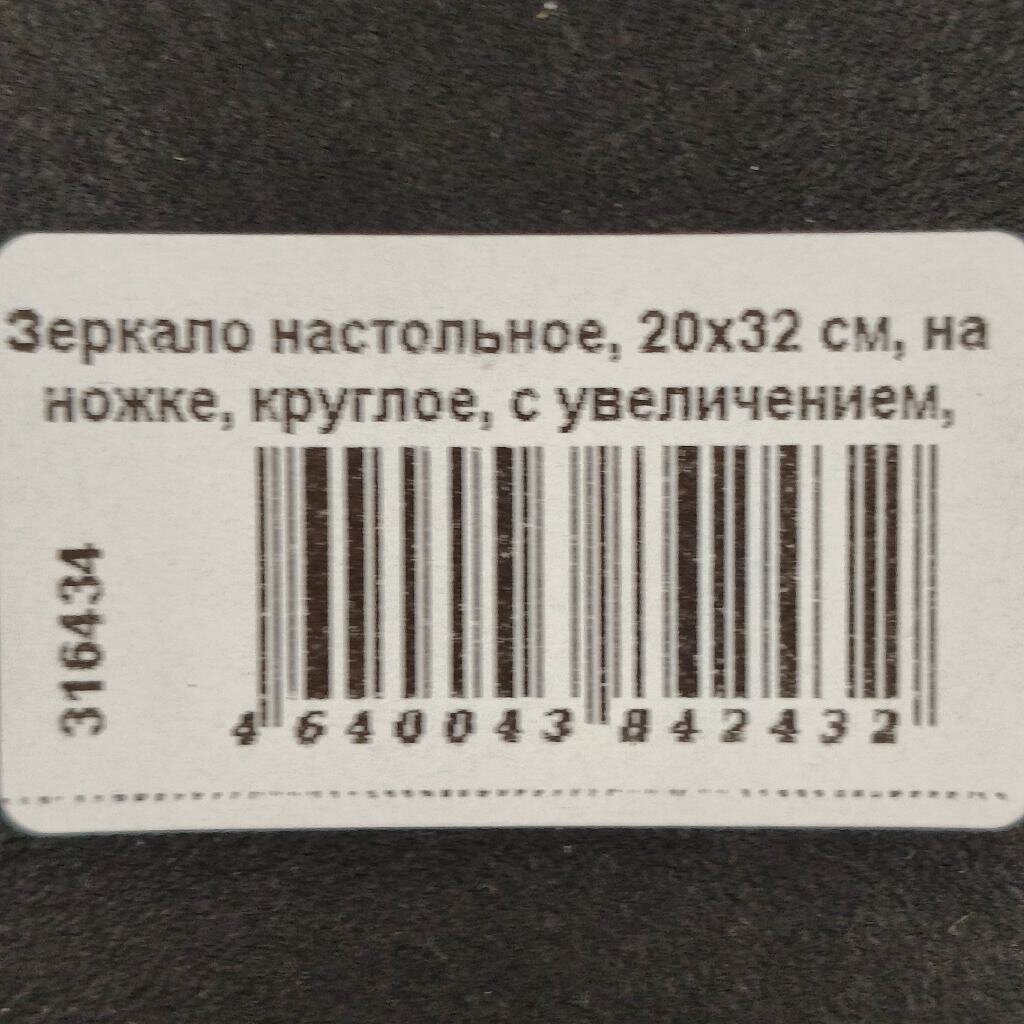 Зеркало настольное, 20х32 см, на
ножке, круглое, с увеличением,
316434
4 640043 842432